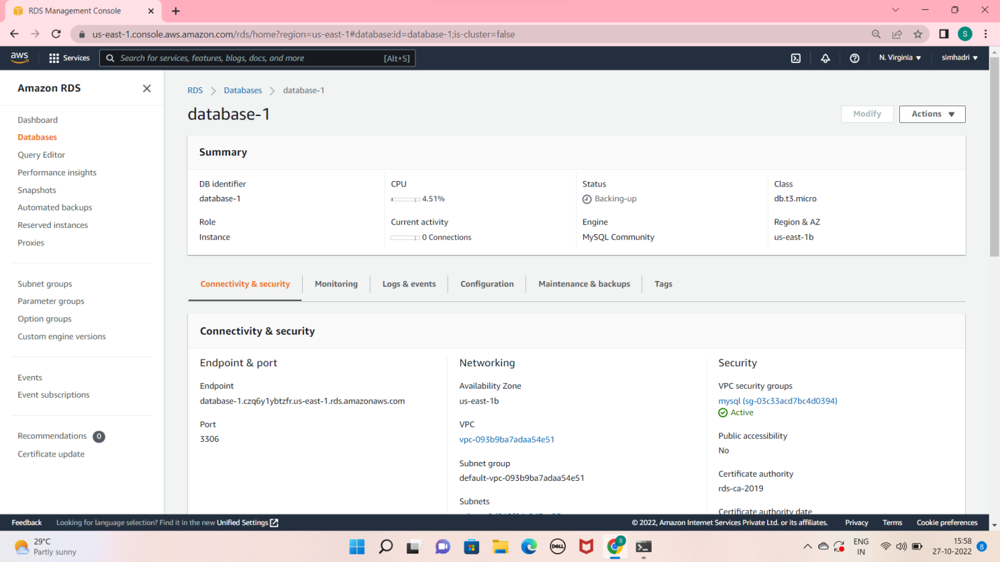 RDS Management Console
us-east-1.console.aws.amazon.com/rds/home?region=us-east-1#database:id=database-1;is-cluster=false
S
aws
Services
Search for services, features, blogs, docs, and more
[Alt+S]
N. Virginia
simhadri
Amazon RDS
Dashboard
Databases
Query Editor
Performance insights
Snapshots
Automated backups
Reserved instances
Proxies
Subnet groups
Parameter groups
Option groups
Custom engine versions
Events
Event subscriptions
Recommendations 0
Certificate update
RDS
Databases
database-1
database-1
Modify
Actions
Summary
DB identifier
database-1
CPU
4.51%
Status
Backing-up
Class
db.t3.micro
Role
Instance
Current activity
0 Connections
Engine
MySQL Community
Region & AZ
us-east-1b
Connectivity & security
Monitoring
Logs & events
Configuration
Maintenance & backups
Tags
Connectivity & security
Endpoint & port
Endpoint
database-1.czq6y1ybtzfr.us-east-1.rds.amazonaws.com
Port
3306
Networking
Availability Zone
us-east-1b
VPC
vpc-093b9ba7adaa54e51
Subnet group
default-vpc-093b9ba7adaa54e51
Subnets
Security
VPC security groups
mysql (sg-03c33acd7bc4d0394)
Active
Public accessibility
No
Certificate authority
rds-ca-2019
Certificate authority date
Feedback
Looking for language selection? Find it in the new Unified Settings
© 2022, Amazon Internet Services Private Ltd. or its affiliates.
Privacy
Terms
Cookie preferences
29°C
Partly sunny
DELL
S
ENG
IN
15:58
27-10-2022
8